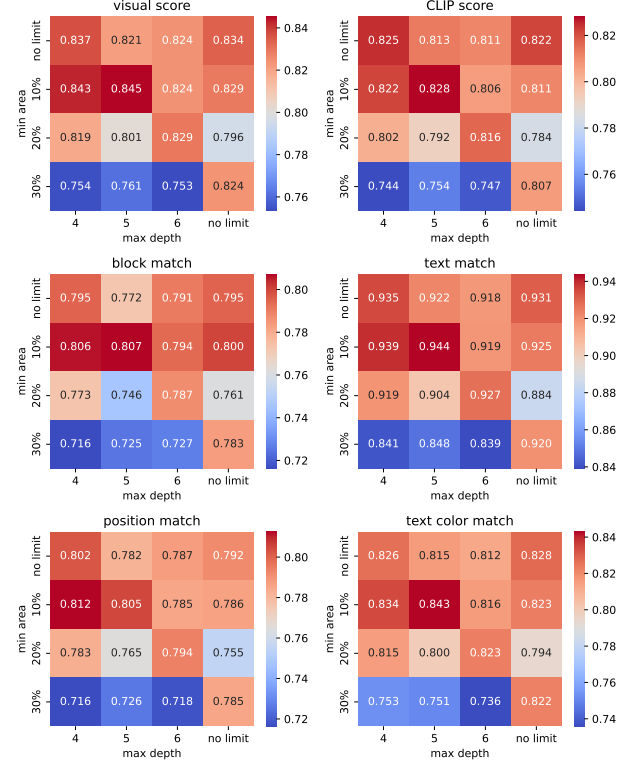 visual score
no limit 0.837 0.821 0.824 0.834
10% 0.843 0.845 0.824 0.829
20% 0.819 0.801 0.829 0.796
30% 0.754 0.761 0.753 0.824
min area
4 5 6 no limit
max depth
0.84
0.82
0.80
0.78
0.76
CLIP score
no limit 0.825 0.813 0.811 0.822
10% 0.822 0.828 0.806 0.811
20% 0.802 0.792 0.816 0.784
30% 0.744 0.754 0.747 0.807
min area
4 5 6 no limit
max depth
0.82
0.80
0.78
0.76
block match
no limit 0.795 0.772 0.791 0.795
10% 0.806 0.807 0.794 0.800
20% 0.773 0.746 0.787 0.761
30% 0.716 0.725 0.727 0.783
min area
4 5 6 no limit
max depth
0.80
0.78
0.76
0.74
0.72
text match
no limit 0.935 0.922 0.918 0.931
10% 0.939 0.944 0.919 0.925
20% 0.919 0.904 0.927 0.884
30% 0.841 0.848 0.839 0.920
min area
4 5 6 no limit
max depth
0.94
0.92
0.90
0.88
0.86
0.84
position match
no limit 0.802 0.782 0.787 0.792
10% 0.812 0.805 0.785 0.786
20% 0.783 0.765 0.794 0.755
30% 0.716 0.726 0.718 0.785
min area
4 5 6 no limit
max depth
0.80
0.78
0.76
0.74
0.72
text color match
no limit 0.826 0.815 0.812 0.828
10% 0.834 0.843 0.816 0.823
20% 0.815 0.800 0.823 0.794
30% 0.753 0.751 0.736 0.822
min area
4 5 6 no limit
max depth
0.84
0.82
0.80
0.78
0.76
0.74